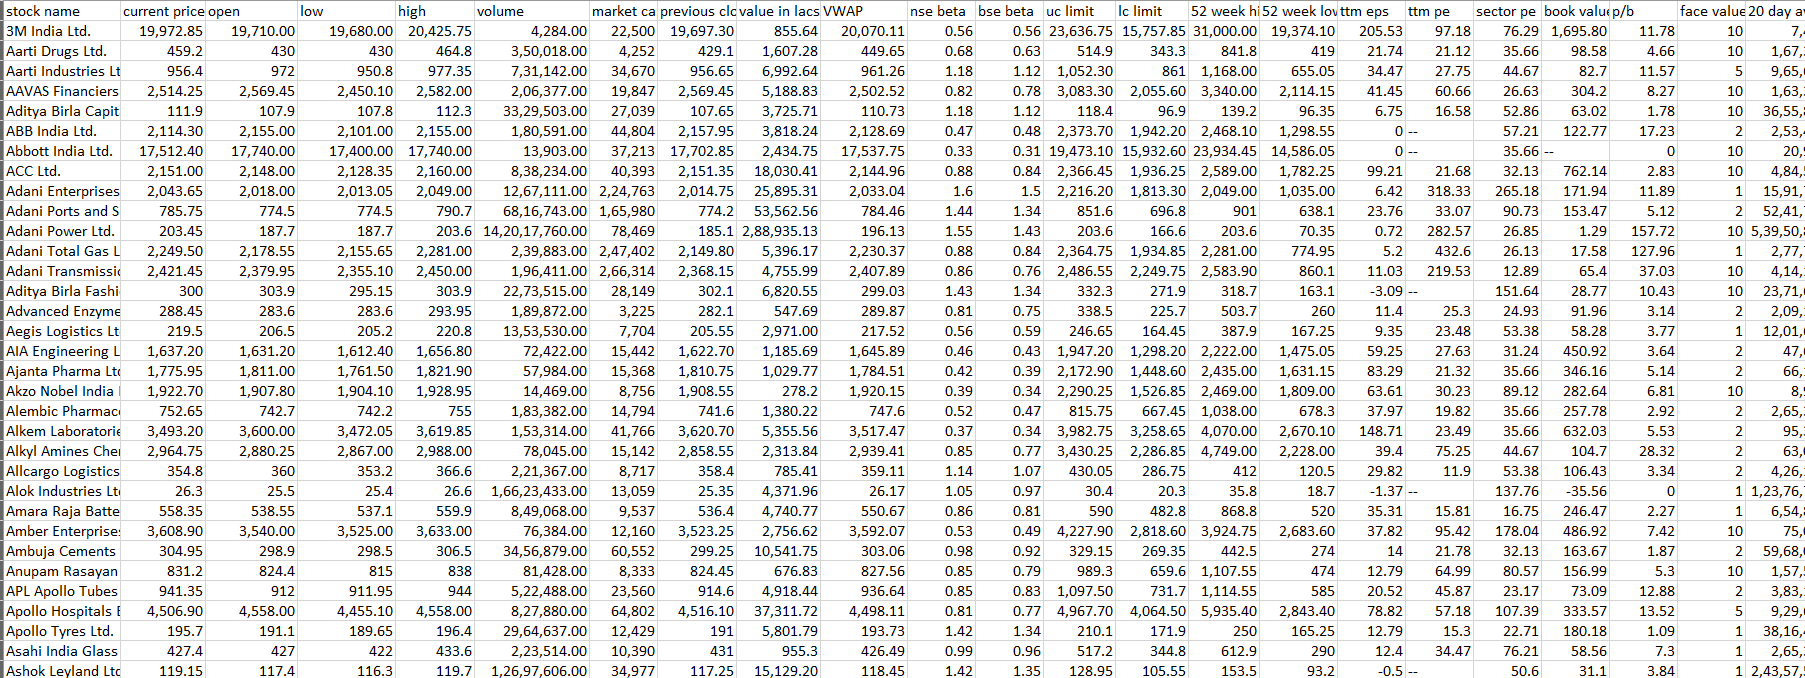 stock name current price open low high volume market ca previous clo value in lacs VWAP nse beta bse beta uc limit lc limit 52 week hi 52 week lov ttm eps ttm pe sector pe book value p/b face value 20 day a
3M India Ltd. 19,972.85 19,710.00 19,680.00 20,425.75 4,284.00 22,500 19,697.30 855.64 20,070.11 0.56 0.56 23,636.75 15,757.85 31,000.00 19,374.10 205.53 97.18 76.29 1,695.80 11.78 10 7,
Aarti Drugs Ltd. 459.2 430 430 464.8 3,50,018.00 4,252 429.1 1,607.28 449.65 0.68 0.63 514.9 343.3 841.8 419 21.74 21.12 35.66 98.58 4.66 10 1,67,
Aarti Industries Lt 956.4 972 950.8 977.35 7,31,142.00 34,670 956.65 6,992.64 961.26 1.18 1.12 1,052.30 861 1,168.00 655.05 34.47 27.75 44.67 82.7 11.57 5 9,65,
AAVAS Financiers 2,514.25 2,569.45 2,450.10 2,582.00 2,06,377.00 19,847 2,569.45 5,188.83 2,502.52 0.82 0.78 3,083.30 2,055.60 3,340.00 2,114.15 41.45 60.66 26.63 304.2 8.27 10 1,63,
Aditya Birla Capit 111.9 107.9 107.8 112.3 33,29,503.00 27,039 107.65 3,725.71 110.73 1.18 1.12 118.4 96.9 139.2 96.35 6.75 16.58 52.86 63.02 1.78 10 36,55,
ABB India Ltd. 2,114.30 2,155.00 2,101.00 2,155.00 1,80,591.00 44,804 2,157.95 3,818.24 2,128.69 0.47 0.48 2,373.70 1,942.20 2,468.10 1,298.55 0 -- 57.21 122.77 17.23 2 2,53,
Abbott India Ltd. 17,512.40 17,740.00 17,400.00 17,740.00 13,903.00 37,213 17,702.85 2,434.75 17,537.75 0.33 0.31 19,473.10 15,932.60 23,934.45 14,586.05 0 -- 35.66 -- 0 10 20,
ACC Ltd. 2,151.00 2,148.00 2,128.35 2,160.00 8,38,234.00 40,393 2,151.35 18,030.41 2,144.96 0.88 0.84 2,366.45 1,936.25 2,589.00 1,782.25 99.21 21.68 32.13 762.14 2.83 10 4,84,
Adani Enterprises 2,043.65 2,018.00 2,013.05 2,049.00 12,67,111.00 2,24,763 2,014.75 25,895.31 2,033.04 1.6 1.5 2,216.20 1,813.30 2,049.00 1,035.00 6.42 318.33 265.18 171.94 11.89 1 15,91,
Adani Ports and S 785.75 774.5 774.5 790.7 68,16,743.00 1,65,980 774.2 53,562.56 784.46 1.44 1.34 851.6 696.8 901 638.1 23.76 33.07 90.73 153.47 5.12 2 52,41,
Adani Power Ltd. 203.45 187.7 187.7 203.6 14,20,17,760.00 78,469 185.1 2,88,935.13 196.13 1.55 1.43 203.6 166.6 203.6 70.35 0.72 282.57 26.85 1.29 157.72 10 5,39,50,
Adani Total Gas L 2,249.50 2,178.55 2,155.65 2,281.00 2,39,883.00 2,47,402 2,149.80 5,396.17 2,230.37 0.88 0.84 2,364.75 1,934.85 2,281.00 774.95 5.2 432.6 26.13 17.58 127.96 1 2,77,
Adani Transmissic 2,421.45 2,379.95 2,355.10 2,450.00 1,96,411.00 2,66,314 2,368.15 4,755.99 2,407.89 0.86 0.76 2,486.55 2,249.75 2,583.90 860.1 11.03 219.53 12.89 65.4 37.03 10 4,14,
Aditya Birla Fashi 300 303.9 295.15 303.9 22,73,515.00 28,149 302.1 6,820.55 299.03 1.43 1.34 332.3 271.9 318.7 163.1 -3.09 -- 151.64 28.77 10.43 10 23,71,
Advanced Enzyme 288.45 283.6 283.6 293.95 1,89,872.00 3,225 282.1 547.69 289.87 0.81 0.75 338.5 225.7 503.7 260 11.4 25.3 24.93 91.96 3.14 2 2,09,
Aegis Logistics Lt 219.5 206.5 205.2 220.8 13,53,530.00 7,704 205.55 2,971.00 217.52 0.56 0.59 246.65 164.45 387.9 167.25 9.35 23.48 53.38 58.28 3.77 1 12,01,
AIA Engineering L 1,637.20 1,631.20 1,612.40 1,656.80 72,422.00 15,442 1,622.70 1,185.69 1,645.89 0.46 0.43 1,947.20 1,298.20 2,222.00 1,475.05 59.25 27.63 31.24 450.92 3.64 2 47,
Ajanta Pharma Ltd 1,775.95 1,811.00 1,761.50 1,821.90 57,984.00 15,368 1,810.75 1,029.77 1,784.51 0.42 0.39 2,172.90 1,448.60 2,435.00 1,631.15 83.29 21.32 35.66 346.16 5.14 2 66,
Akzo Nobel India 1,922.70 1,907.80 1,904.10 1,928.95 14,469.00 8,756 1,908.55 278.2 1,920.15 0.39 0.34 2,290.25 1,526.85 2,469.00 1,809.00 63.61 30.23 89.12 282.64 6.81 10 8,
Alembic Pharmac 752.65 742.7 742.2 755 1,83,382.00 14,794 741.6 1,380.22 747.6 0.52 0.47 815.75 667.45 1,038.00 678.3 37.97 19.82 35.66 257.78 2.92 2 2,65,
Alkem Laboratorie 3,493.20 3,600.00 3,472.05 3,619.85 1,53,314.00 41,766 3,620.70 5,355.56 3,517.47 0.37 0.34 3,982.75 3,258.65 4,070.00 2,670.10 148.71 23.49 35.66 632.03 5.53 2 95,
Alkyl Amines Cher 2,964.75 2,880.25 2,867.00 2,988.00 78,045.00 15,142 2,858.55 2,313.84 2,939.41 0.85 0.77 3,430.25 2,286.85 4,749.00 2,228.00 39.4 75.25 44.67 104.7 28.32 2 63,
Allcargo Logistics 354.8 360 353.2 366.6 2,21,367.00 8,717 358.4 785.41 359.11 1.14 1.07 430.05 286.75 412 120.5 29.82 11.9 53.38 106.43 3.34 2 4,26,
Alok Industries Lt 26.3 25.5 25.4 26.6 1,66,23,433.00 13,059 25.35 4,371.96 26.17 1.05 0.97 30.4 20.3 35.8 18.7 -1.37 -- 137.76 -35.56 0 1 1,23,76,
Amara Raja Batte 558.35 538.55 537.1 559.9 8,49,068.00 9,537 536.4 4,740.77 550.67 0.86 0.81 590 482.8 868.8 520 35.31 15.81 16.75 246.47 2.27 1 6,54,
Amber Enterprise 3,608.90 3,540.00 3,525.00 3,633.00 76,384.00 12,160 3,523.25 2,756.62 3,592.07 0.53 0.49 4,227.90 2,818.60 3,924.75 2,683.60 37.82 95.42 178.04 486.92 7.42 10 75,
Ambuja Cements 304.95 298.9 298.5 306.5 34,56,879.00 60,552 299.25 10,541.75 303.06 0.98 0.92 329.15 269.35 442.5 274 14 21.78 32.13 163.67 1.87 2 59,68,
Anupam Rasayan 831.2 824.4 815 838 81,428.00 8,333 824.45 676.83 827.56 0.85 0.79 989.3 659.6 1,107.55 474 12.79 64.99 80.57 156.99 5.3 10 1,57,
APL Apollo Tubes 941.35 912 911.95 944 5,22,488.00 23,560 914.6 4,918.44 936.64 0.85 0.83 1,097.50 731.7 1,114.55 585 20.52 45.87 23.17 73.09 12.88 2 3,83,
Apollo Hospitals E 4,506.90 4,558.00 4,455.10 4,558.00 8,27,880.00 64,802 4,516.10 37,311.72 4,498.11 0.81 0.77 4,967.70 4,064.50 5,935.40 2,843.40 78.82 57.18 107.39 333.57 13.52 5 9,29,
Apollo Tyres Ltd. 195.7 191.1 189.65 196.4 29,64,637.00 12,429 191 5,801.79 193.73 1.42 1.34 210.1 171.9 250 165.25 12.79 15.3 22.71 180.18 1.09 1 38,16,
Asahi India Glass 427.4 427 422 433.6 2,23,514.00 10,390 431 955.3 426.49 0.99 0.96 517.2 344.8 612.9 290 12.4 34.47 76.21 58.56 7.3 1 2,65,
Ashok Leyland Ltd 119.15 117.4 116.3 119.7 1,26,97,606.00 34,977 117.25 15,129.20 118.45 1.42 1.35 128.95 105.55 153.5 93.2 -0.5 -- 50.6 31.1 3.84 1 2,43,57,